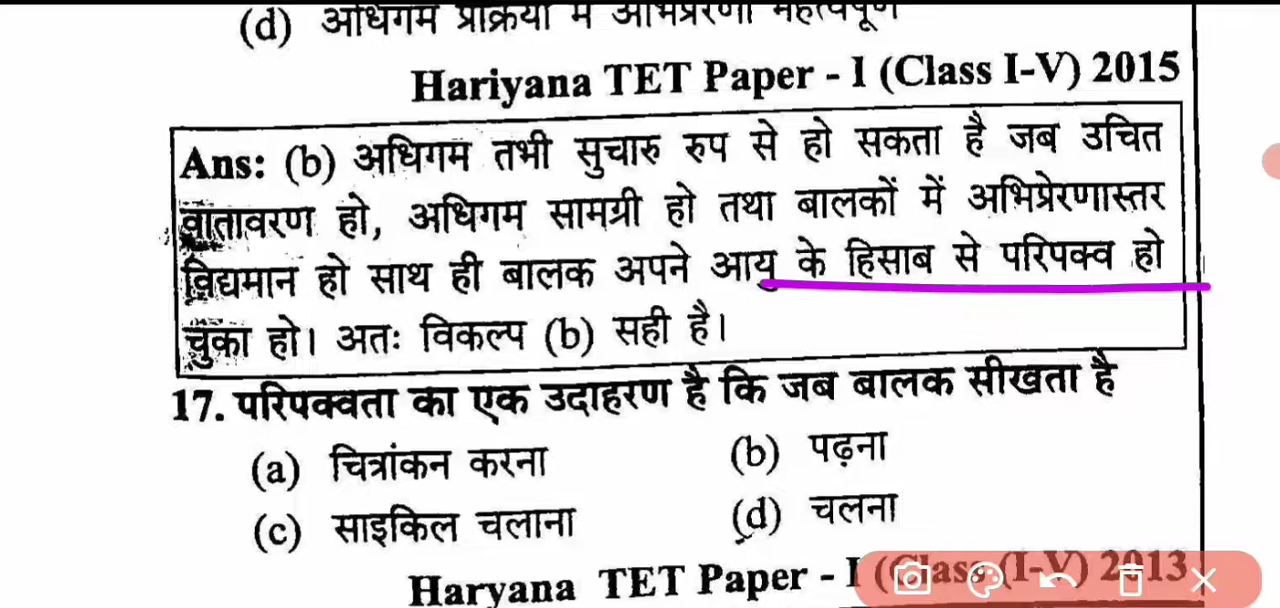 (d) अधिगम प्रक्रिया में अभिप्रेरणा महत्वपूर्ण
Hariyana TET Paper - I (Class I-V) 2015
Ans: (b) अधिगम तभी सुचारु रुप से हो सकता है जब उचित
वातावरण हो, अधिगम सामग्री हो तथा बालकों में अभिप्रेरणास्तर
विद्यमान हो साथ ही बालक अपने आयु के हिसाब से परिपक्व हो
चुका हो। अतः विकल्प (b) सही है।
17. परिपक्वता का एक उदाहरण है कि जब बालक सीखता है
(a) चित्रांकन करना (b) पढ़ना
(c) साइकिल चलाना (d) चलना
Haryana TET Paper - I (Class (I-V) 2013